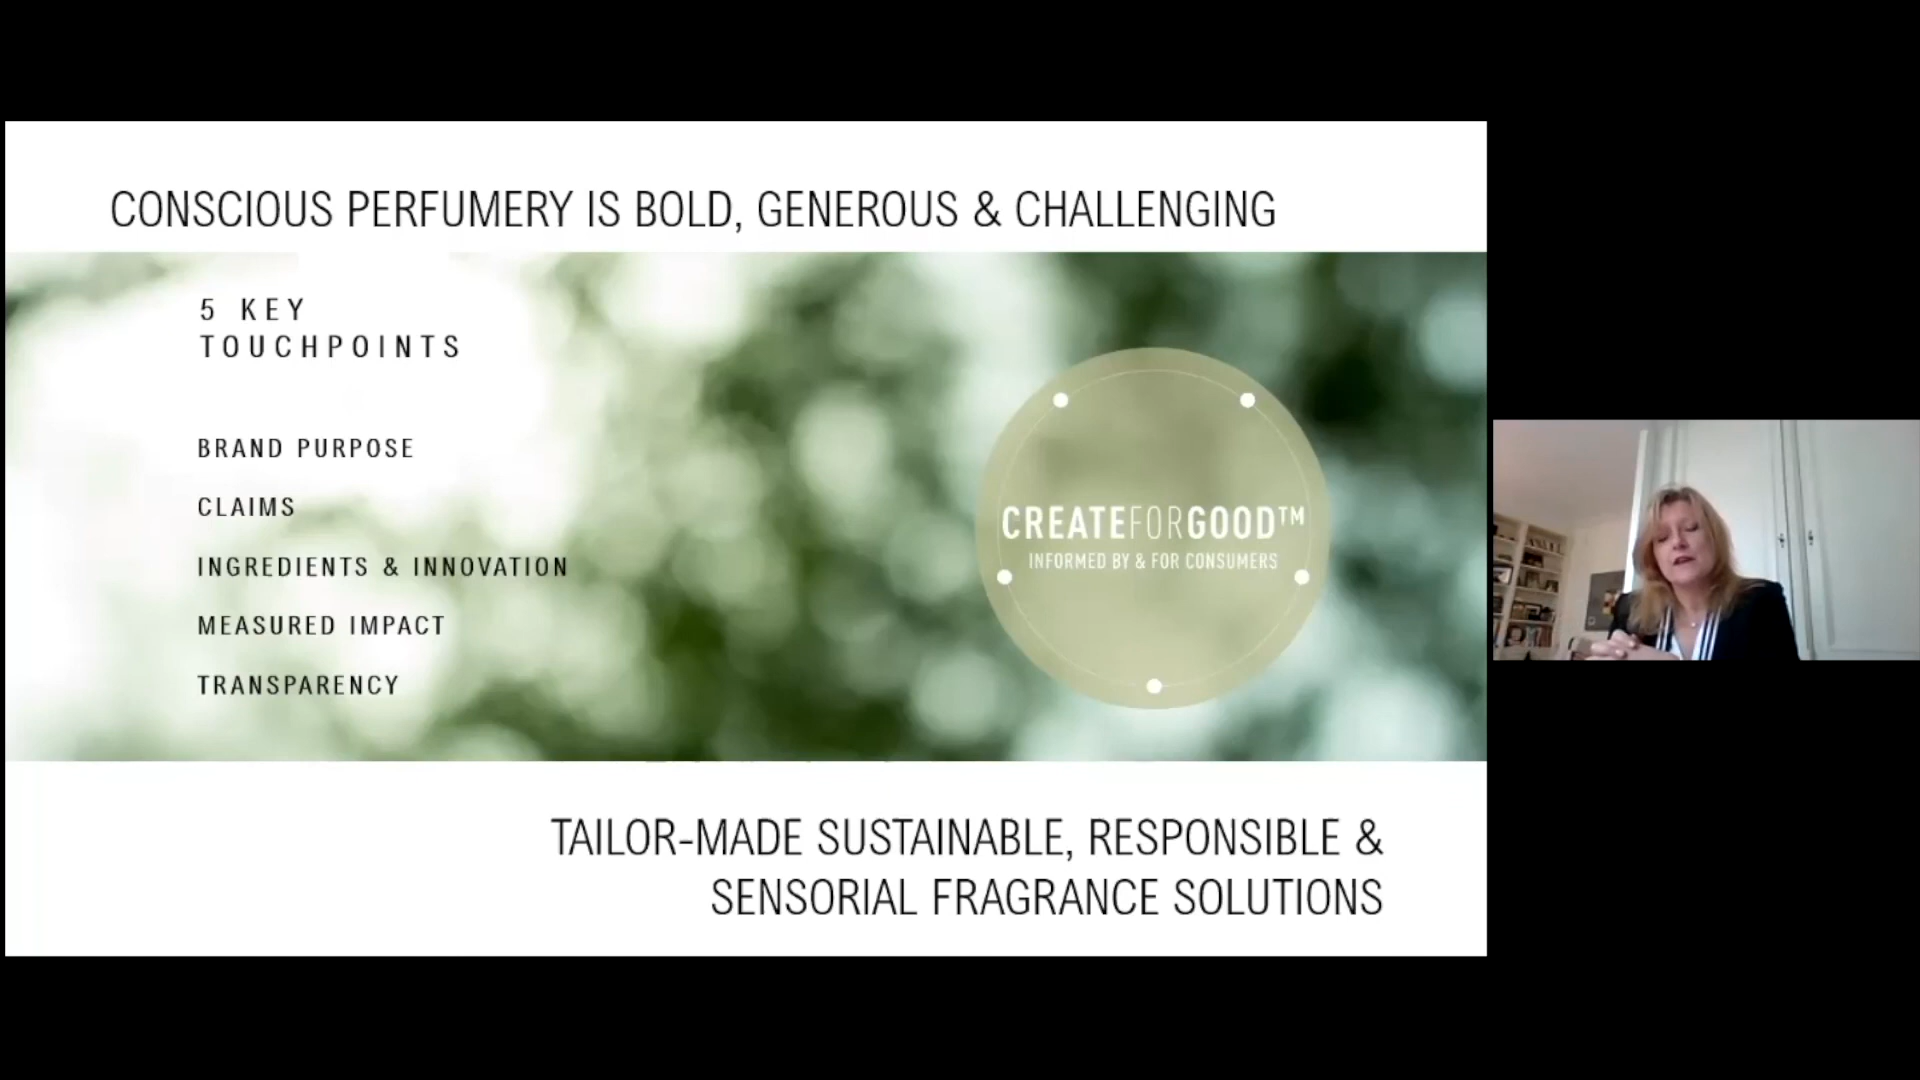 CONSCIOUS PERFUMERY IS BOLD, GENEROUS & CHALLENGING
5 KEY
TOUCHPOINTS
BRAND PURPOSE
CLAIMS
INGREDIENTS & INNOVATION
MEASURED IMPACT
TRANSPARENCY
CREATEFORGOOD™
INFORMED BY & FOR CONSUMERS
TAILOR-MADE SUSTAINABLE, RESPONSIBLE &
SENSORIAL FRAGRANCE SOLUTIONS